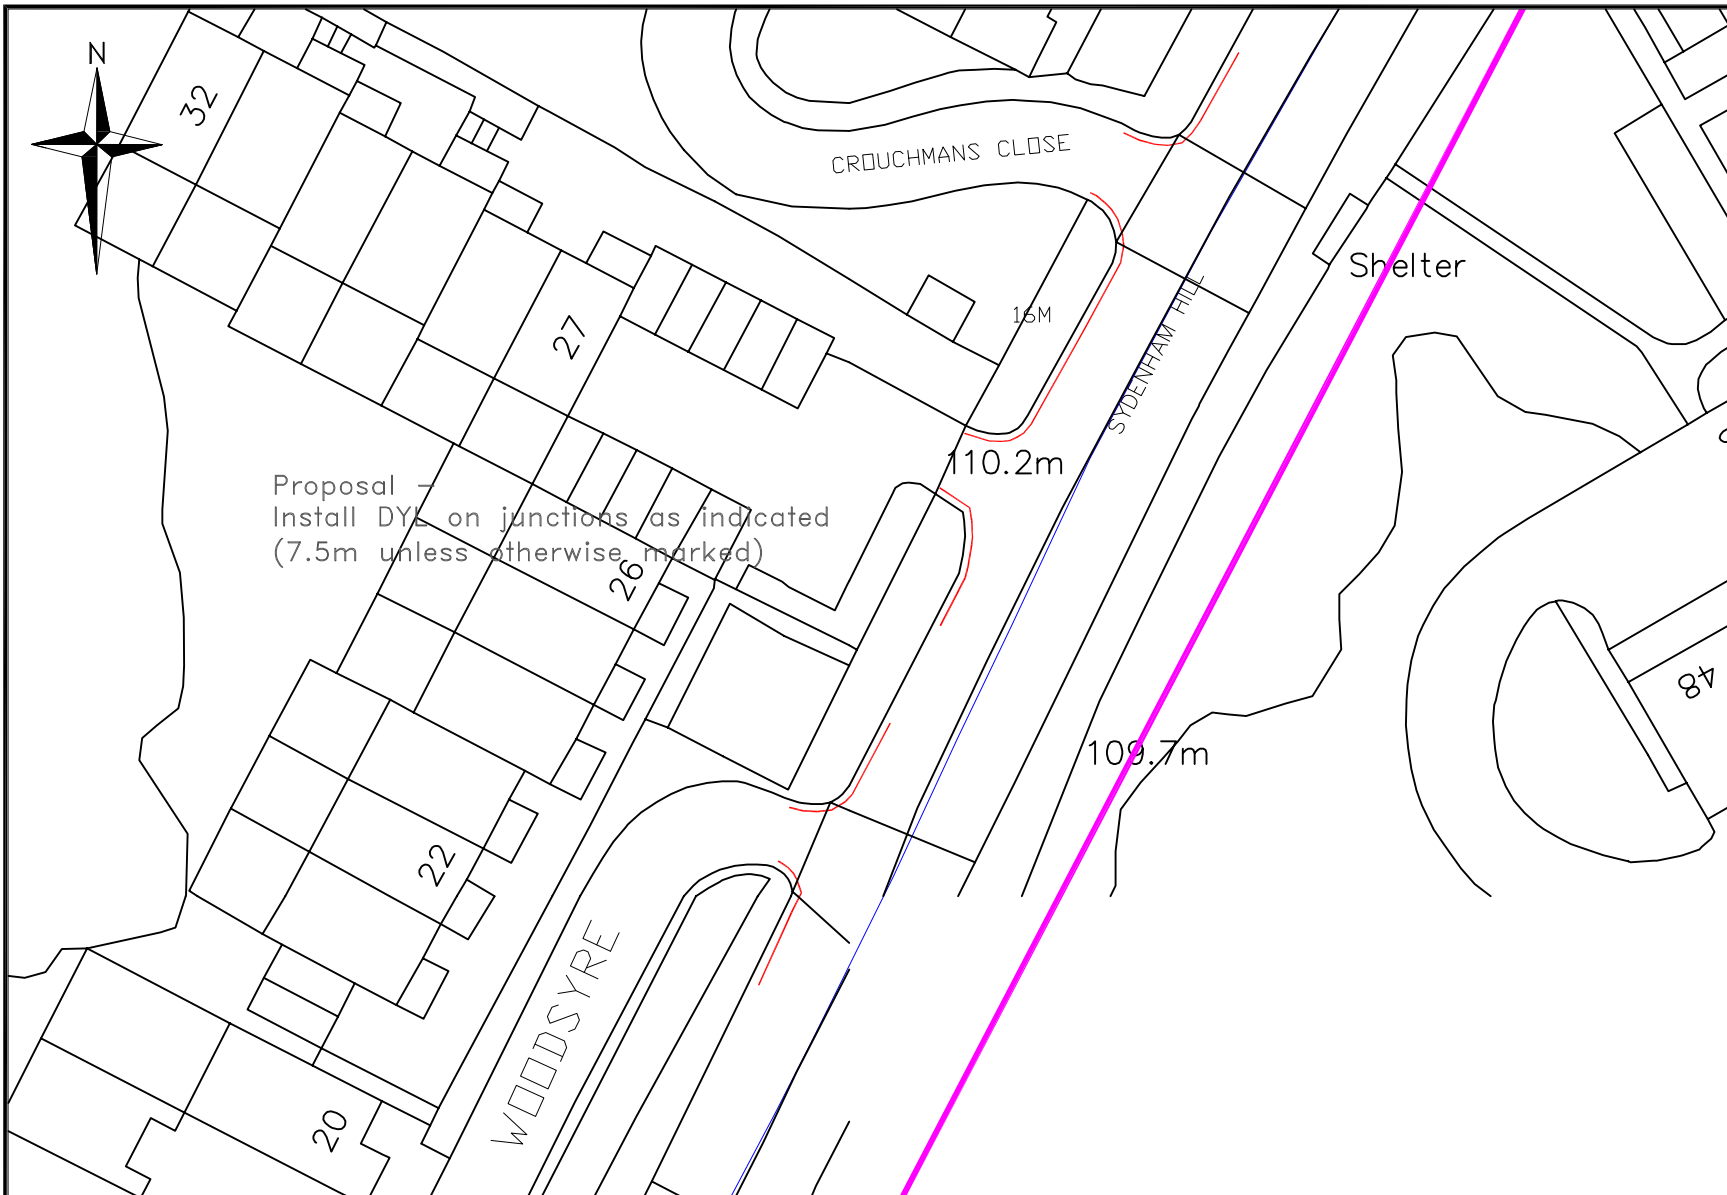 N
32
CROUCHMANS CLOSE
Shelter
16M
SYDENHAM HILL
27
110.2m
Proposal -
Install DYL on junctions as indicated
(7.5m unless otherwise marked)
26
48
109.7m
22
WOODSYRE
20